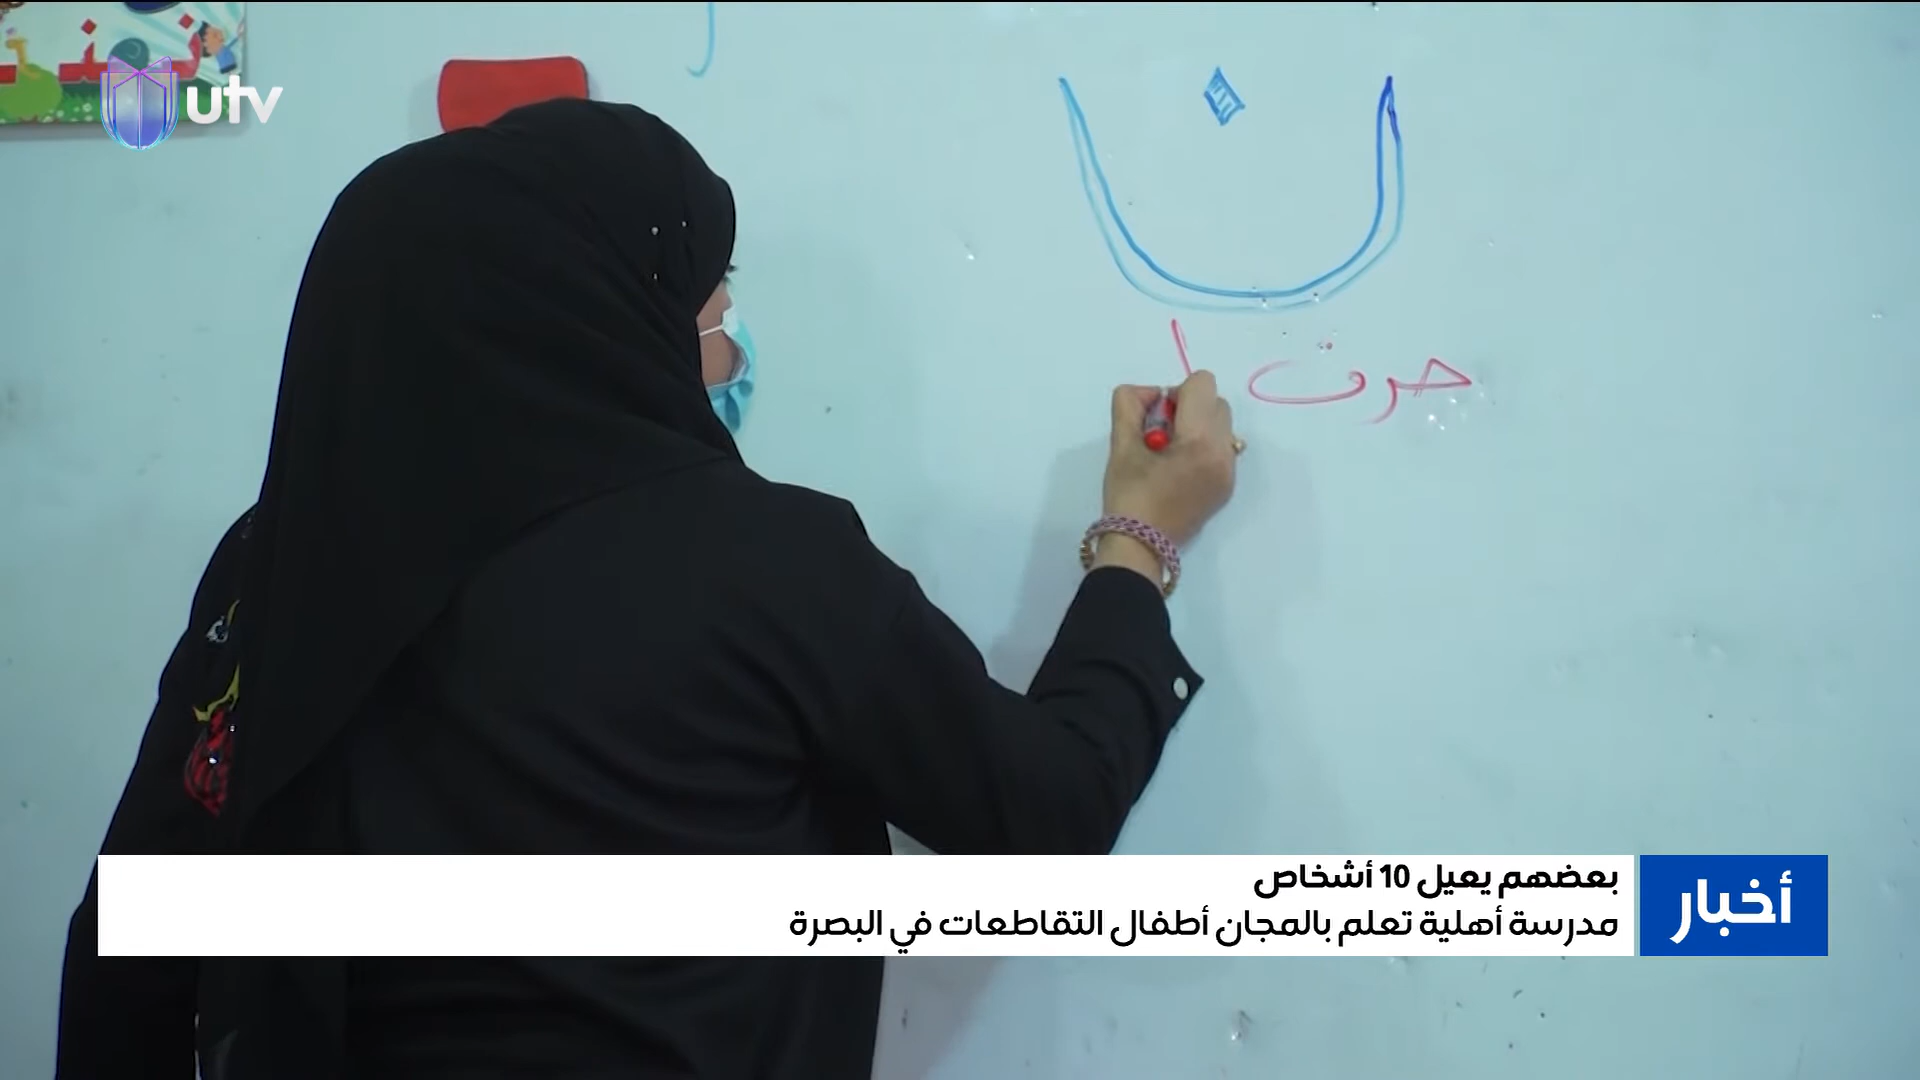 utv
ن
حرف ا
بعضهم يعيل 10 أشخاص
مدرسة أهلية تعلم بالمجان أطفال التقاطعات في البصرة
أخبار